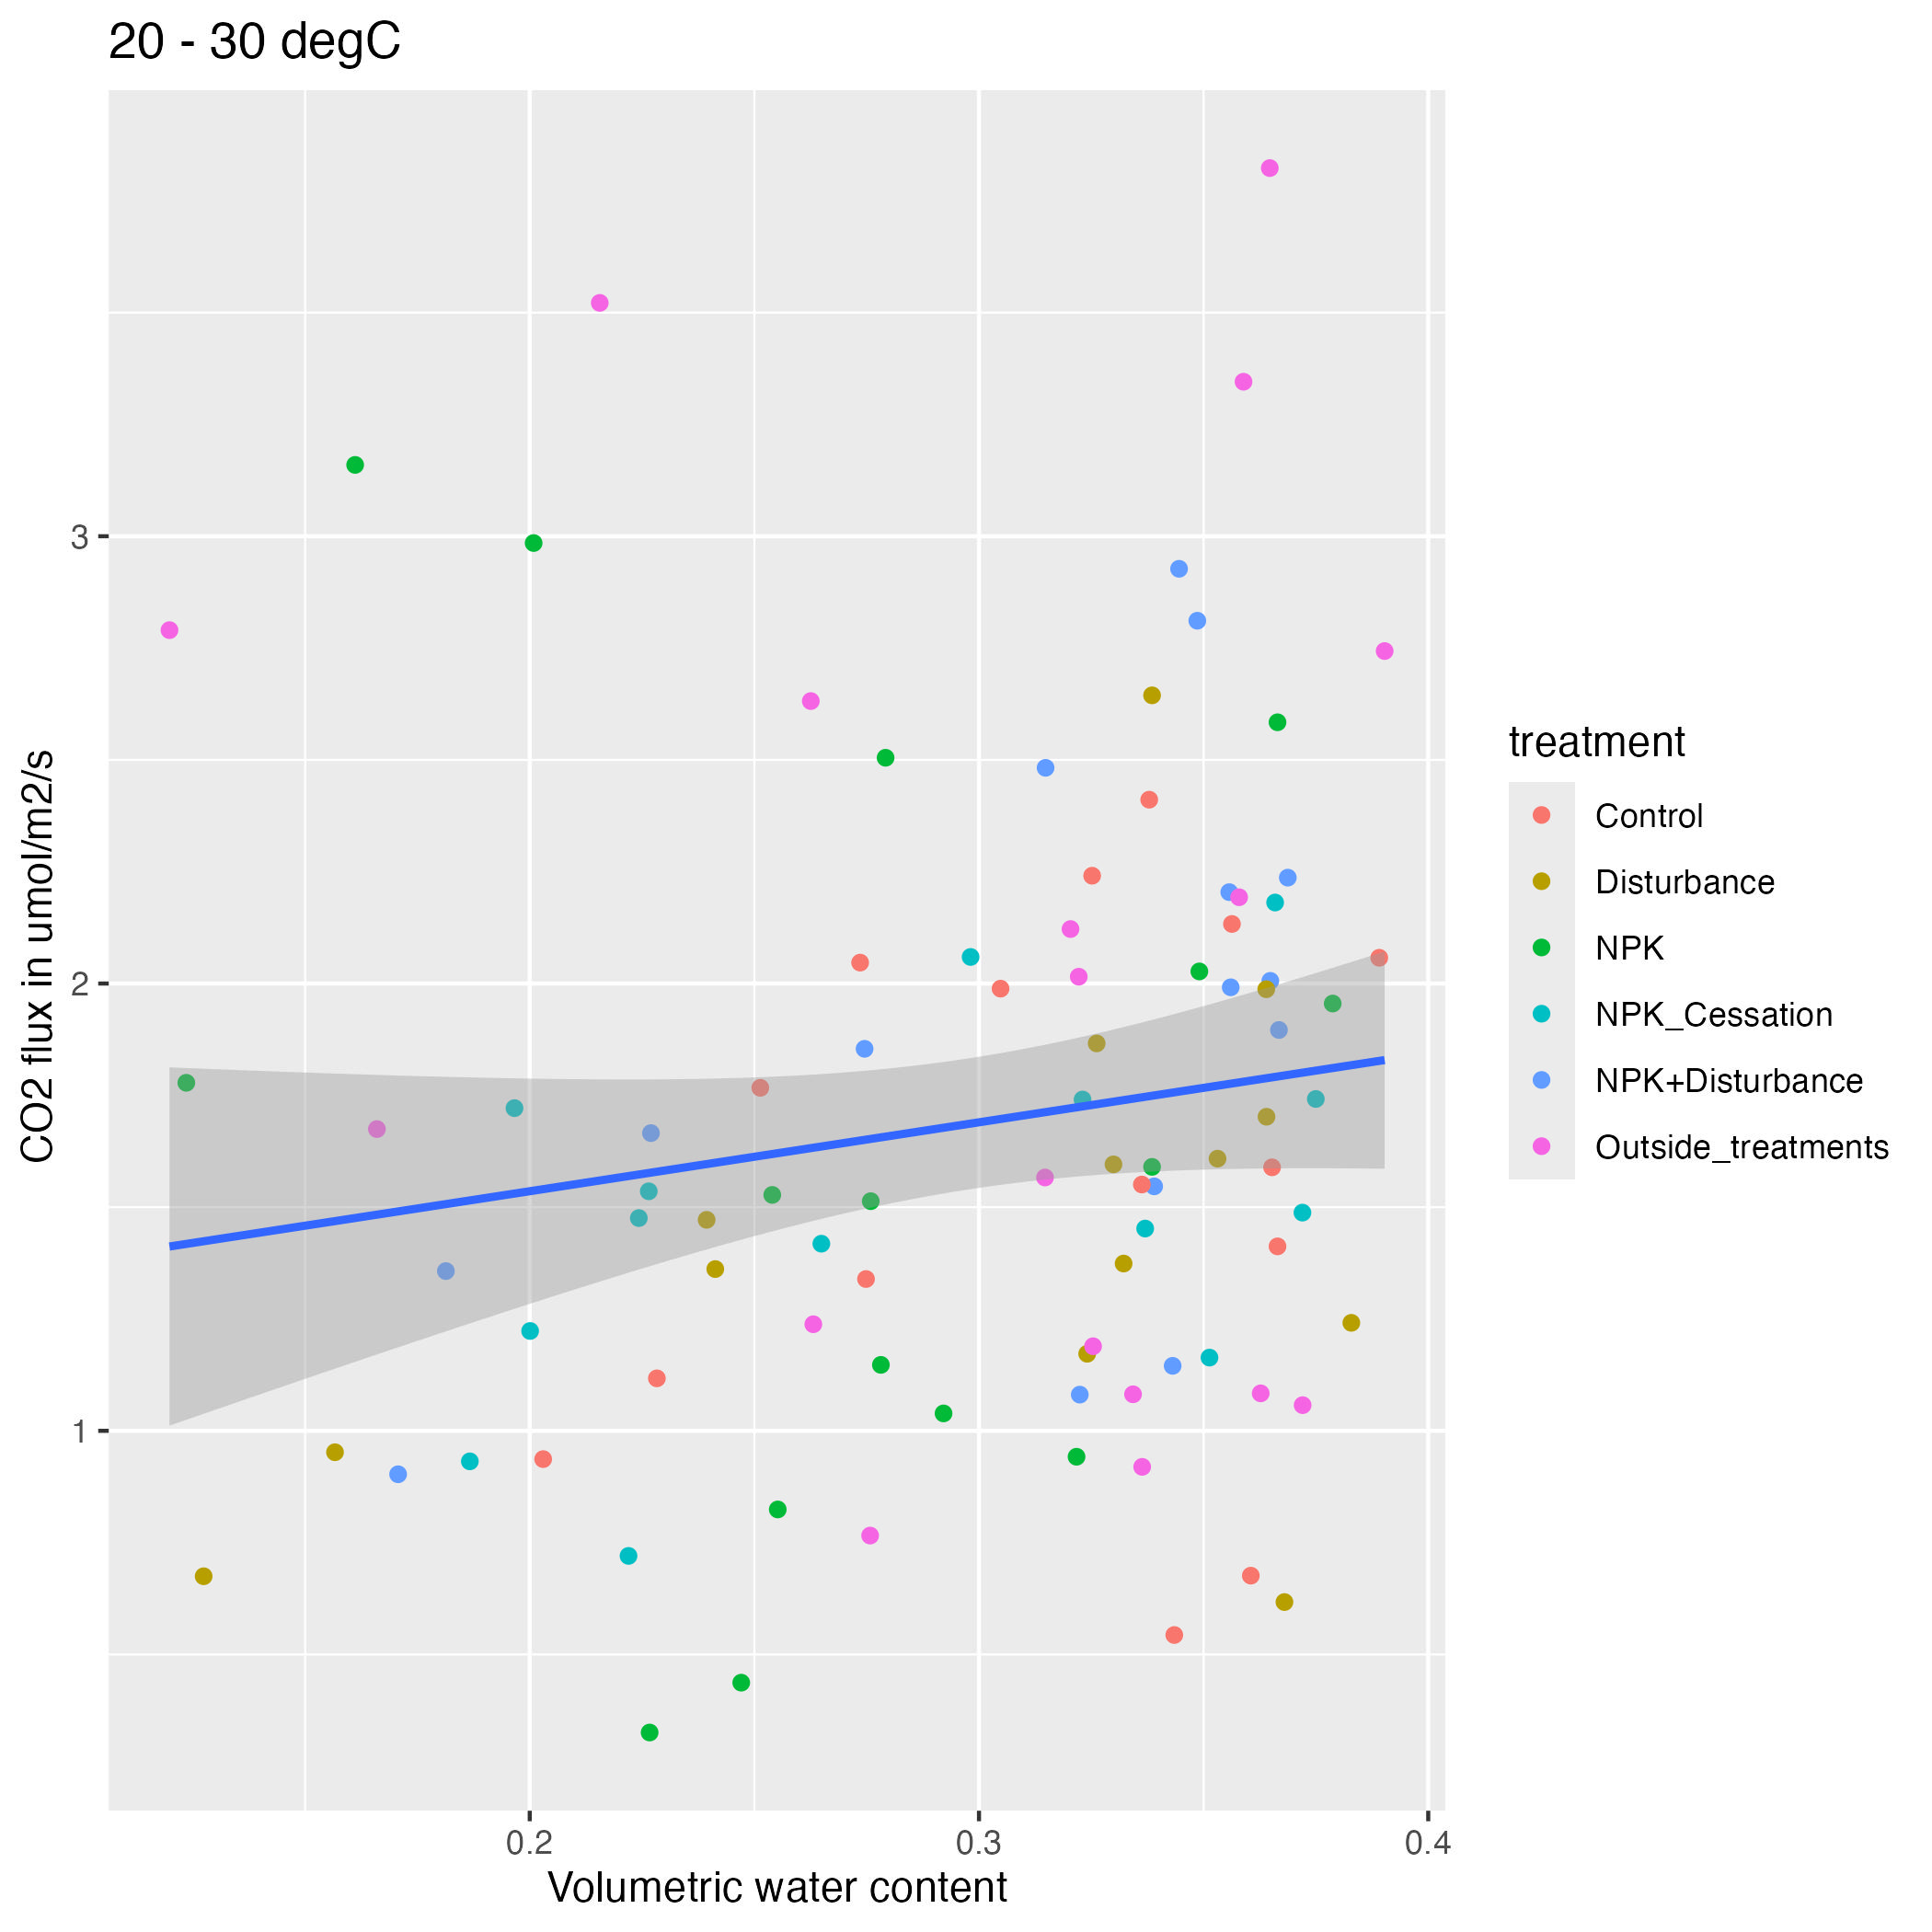 20 - 30 degC
CO2 flux in umol/m2/s
3
2
1
0.2
0.3
0.4
Volumetric water content
treatment
Control
Disturbance
NPK
NPK_Cessation
NPK+Disturbance
Outside_treatments